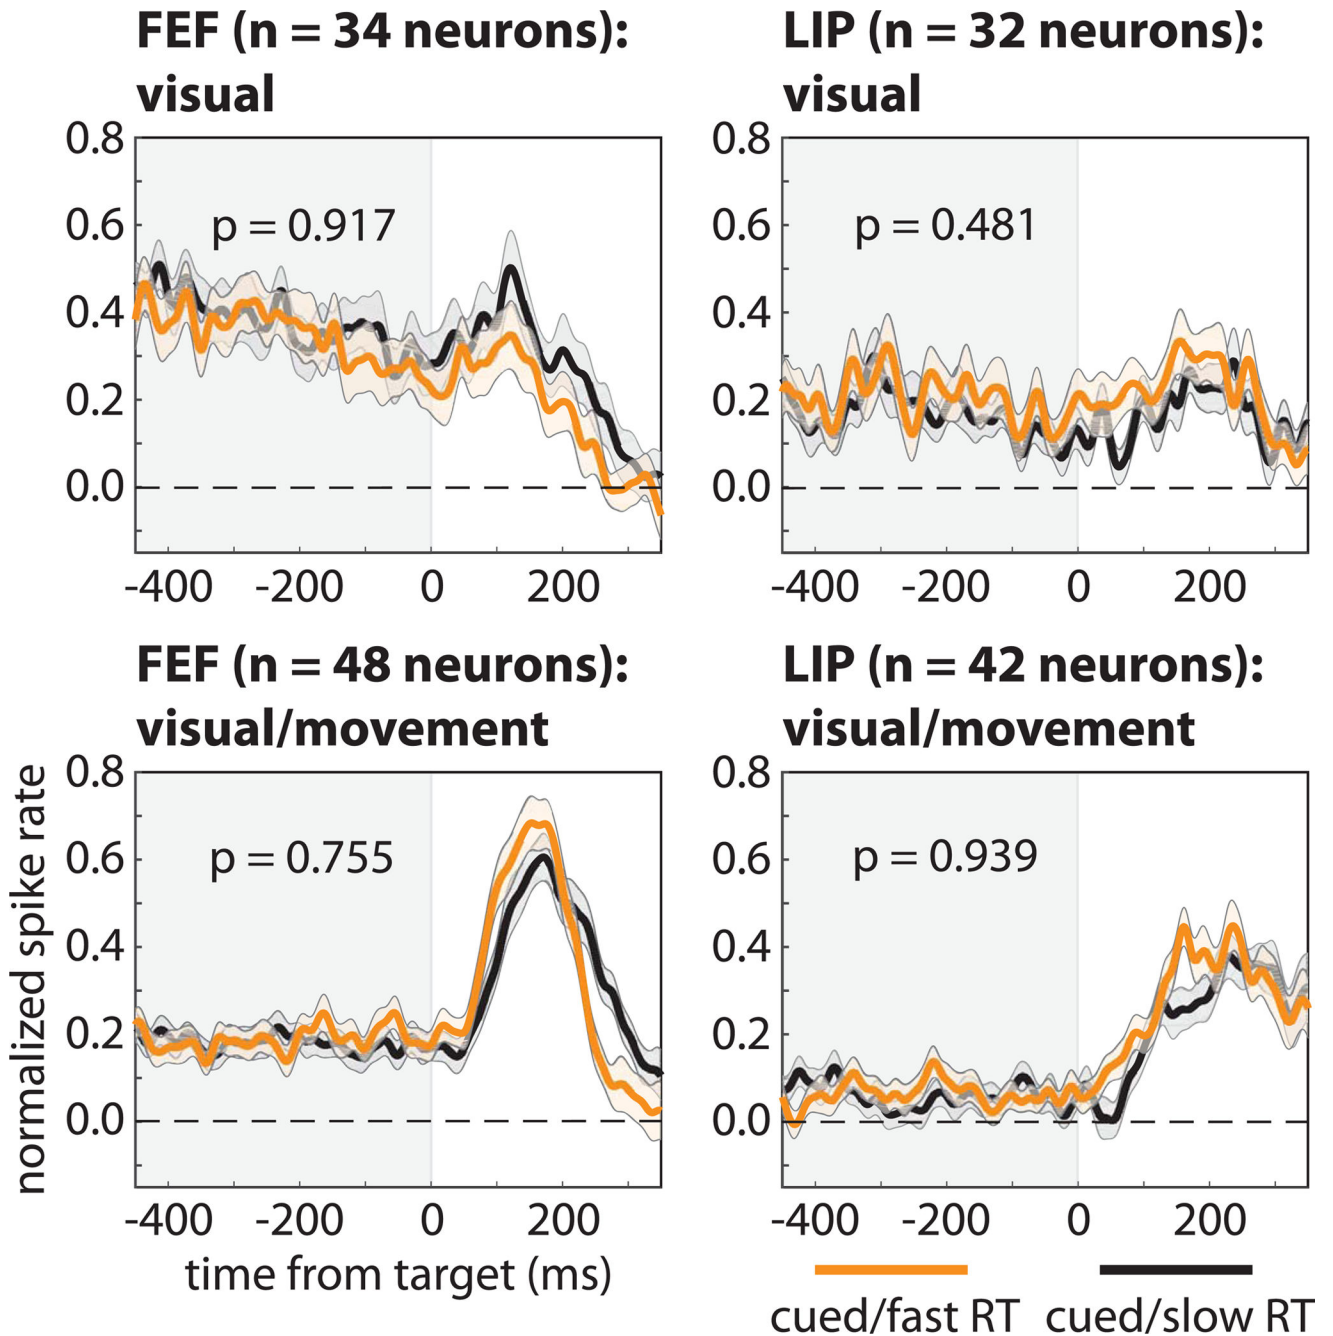 FEF (n = 34 neurons):
visual
0.8
0.6
0.4
0.2
0.0
p = 0.917
-400 -200 0 200
LIP (n = 32 neurons):
visual
0.8
0.6
0.4
0.2
0.0
p = 0.481
-400 -200 0 200
FEF (n = 48 neurons):
visual/movement
normalized spike rate
0.8
0.6
0.4
0.2
0.0
p = 0.755
-400 -200 0 200
time from target (ms)
LIP (n = 42 neurons):
visual/movement
0.8
0.6
0.4
0.2
0.0
p = 0.939
-400 -200 0 200
cued/fast RT cued/slow RT